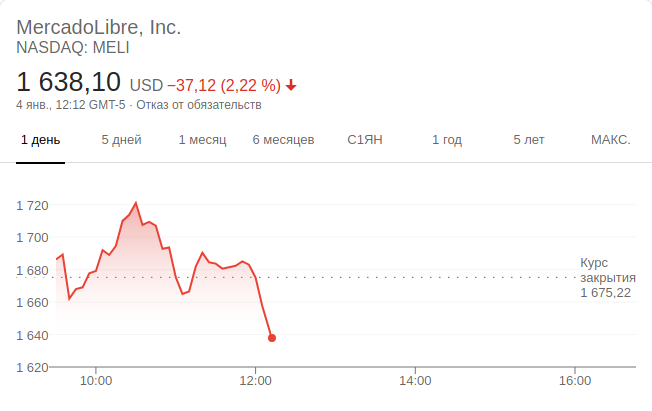 MercadoLibre, Inc.
NASDAQ: MELI
1 638,10 USD −37,12 (2,22 %)
4 янв., 12:12 GMT-5 · Отказ от обязательств
1 день 5 дней 1 месяц 6 месяцев С1ЯН 1 год 5 лет МАКС.
1 720
1 700
1 680
1 660
1 640
1 620
Курс
закрытия
1 675,22
10:00 12:00 14:00 16:00